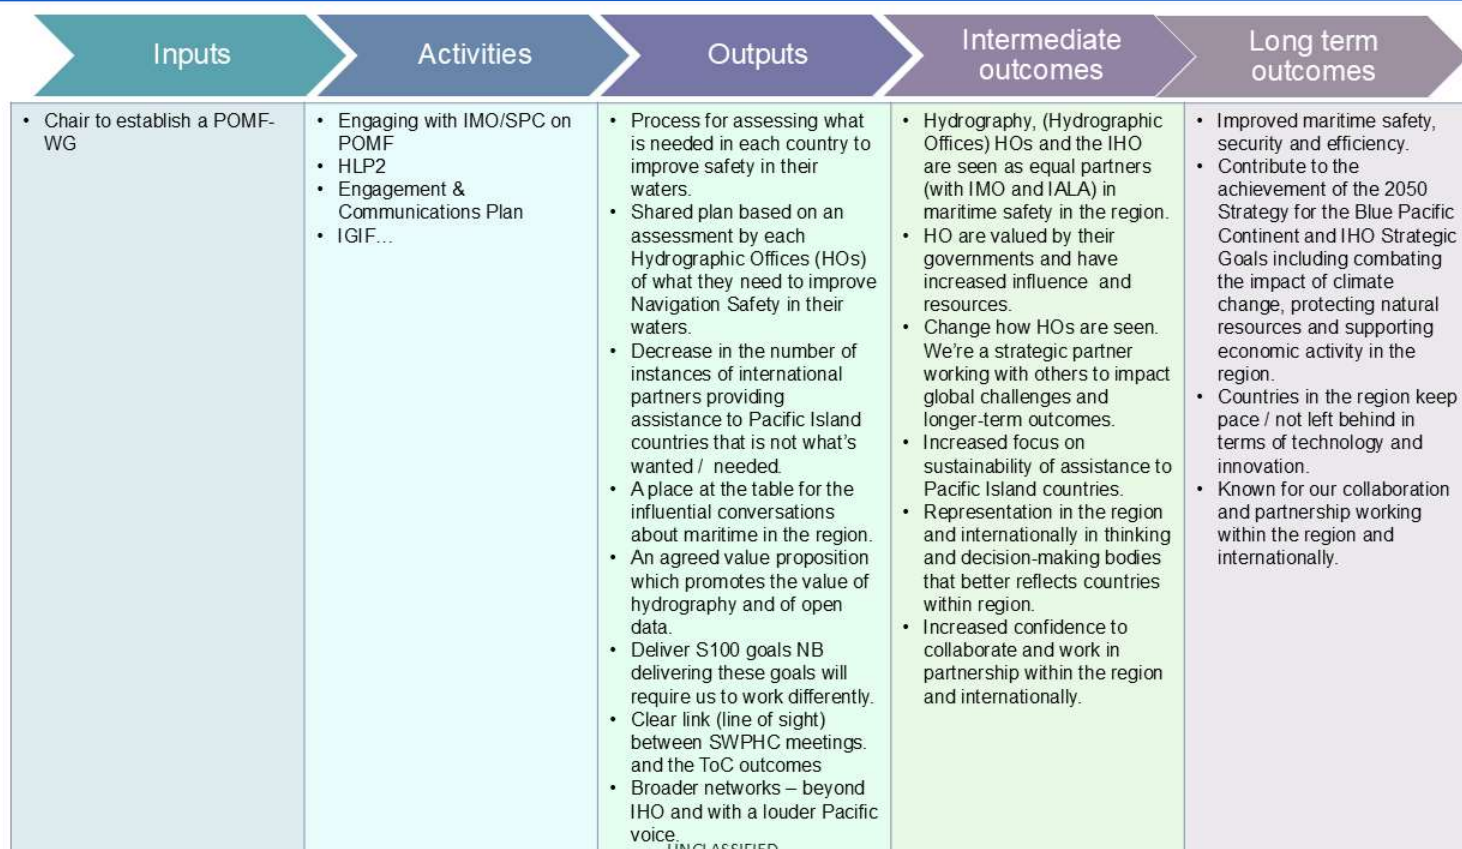 Inputs
Activities
Outputs
Intermediate
outcomes
Long term
outcomes
• Chair to establish a POMF-
WG
• Engaging with IMO/SPC on
POMF
• HLP2
• Engagement &
Communications Plan
• IGIF…
• Process for assessing what
is needed in each country to
improve safety in their
waters.
• Shared plan based on an
assessment by each
Hydrographic Offices (HOs)
of what they need to improve
Navigation Safety in their
waters.
• Decrease in the number of
instances of international
partners providing
assistance to Pacific Island
countries that is not what's
wanted / needed.
• A place at the table for the
influential conversations
about maritime in the region.
• An agreed value proposition
which promotes the value of
hydrography and of open
data.
• Deliver S100 goals NB
delivering these goals will
require us to work differently.
• Clear link (line of sight)
between SWPHC meetings.
and the ToC outcomes
• Broader networks – beyond
IHO and with a louder Pacific
voice.
• Hydrography, (Hydrographic
Offices) HOs and the IHO
are seen as equal partners
(with IMO and IALA) in
maritime safety in the region.
• HO are valued by their
governments and have
increased influence and
resources.
• Change how HOs are seen.
We're a strategic partner
working with others to impact
global challenges and
longer-term outcomes.
• Increased focus on
sustainability of assistance to
Pacific Island countries.
• Representation in the region
and internationally in thinking
and decision-making bodies
that better reflects countries
within region.
• Increased confidence to
collaborate and work in
partnership within the region
and internationally.
• Improved maritime safety,
security and efficiency.
• Contribute to the
achievement of the 2050
Strategy for the Blue Pacific
Continent and IHO Strategic
Goals including combating
the impact of climate
change, protecting natural
resources and supporting
economic activity in the
region.
• Countries in the region keep
pace / not left behind in
terms of technology and
innovation.
• Known for our collaboration
and partnership working
within the region and
internationally.
UNCLASSIFIED